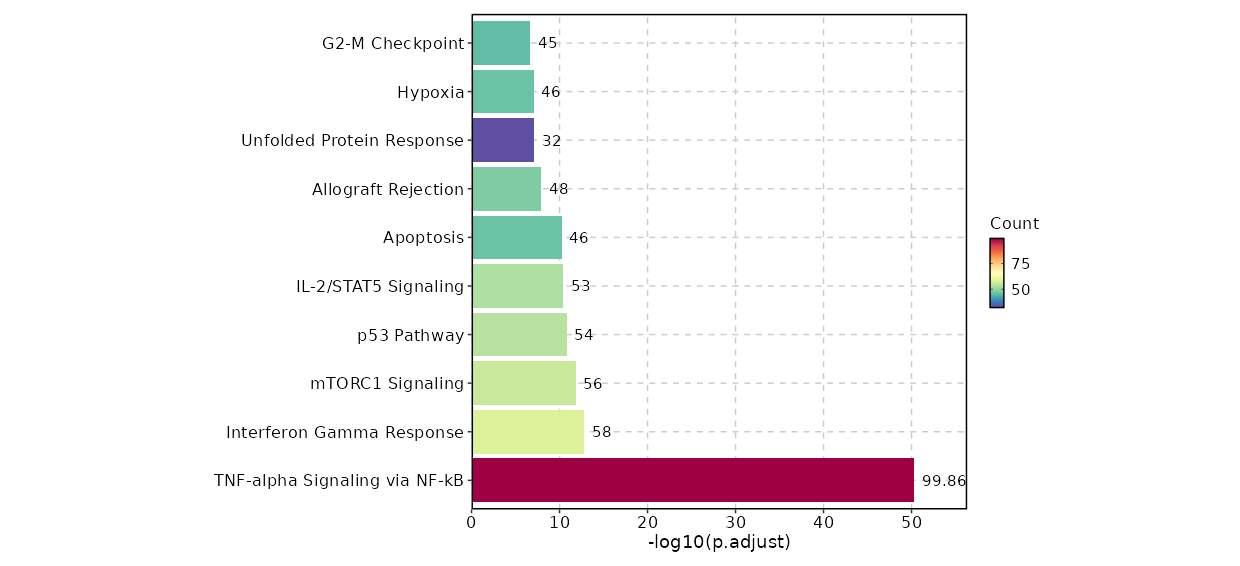 G2-M Checkpoint 45
Hypoxia 46
Unfolded Protein Response 32
Allograft Rejection 48
Apoptosis 46
IL-2/STAT5 Signaling 53
p53 Pathway 54
mTORC1 Signaling 56
Interferon Gamma Response 58
TNF-alpha Signaling via NF-kB 99.86
0 10 20 30 40 50
-log10(p.adjust)
Count
75
50